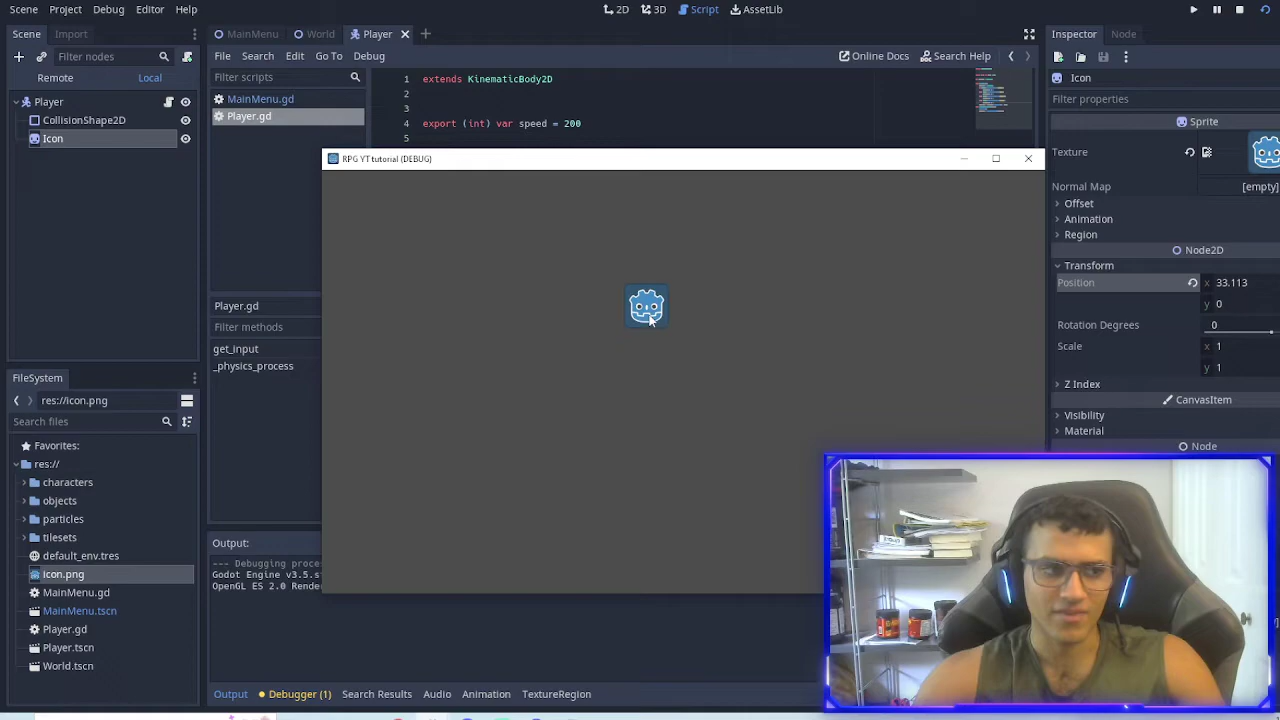 Scene Project Debug Editor Help
2D 3D Script AssetLib
Scene Import
Filter nodes
Remote Local
Player
CollisionShape2D
Icon
MainMenu World Player
File Search Edit Go To Debug
Online Docs Search Help
Filter scripts
MainMenu.gd
Player.gd
1 extends KinematicBody2D
2
3
4 export (int) var speed = 200
5
RPG YT tutorial (DEBUG)
Player.gd
Filter methods
get_input
_physics_process
Inspector Node
Icon
Filter properties
Sprite
Texture
Normal Map [empty]
Offset
Animation
Region
Node2D
Transform
Position x 33.113
y 0
Rotation Degrees 0
Scale x 1
y 1
Z Index
CanvasItem
Visibility
Material
Node
FileSystem
res://icon.png
Search files
Favorites:
res://
characters
objects
particles
tilesets
default_env.tres
icon.png
MainMenu.gd
MainMenu.tscn
Player.gd
Player.tscn
World.tscn
Output:
--- Debugging proce
Godot Engine v3.5.s
OpenGL ES 2.0 Rende
Output Debugger (1) Search Results Audio Animation TextureRegion